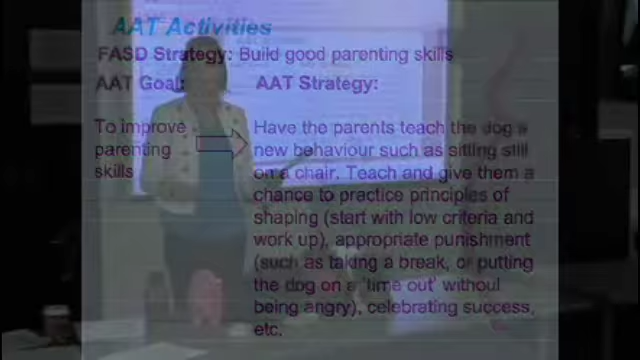 AAT Activities
FASD Strategy: Build good parenting skills
AAT Goal: AAT Strategy:
To improve
parenting
skills
Have the parents teach the dog a
new behaviour such as sitting still
on a chair. Teach and give them a
chance to practice principles of
shaping (start with low criteria and
work up), appropriate punishment
(such as taking a break, or putting
the dog on a 'time out' without
being angry), celebrating success,
etc.